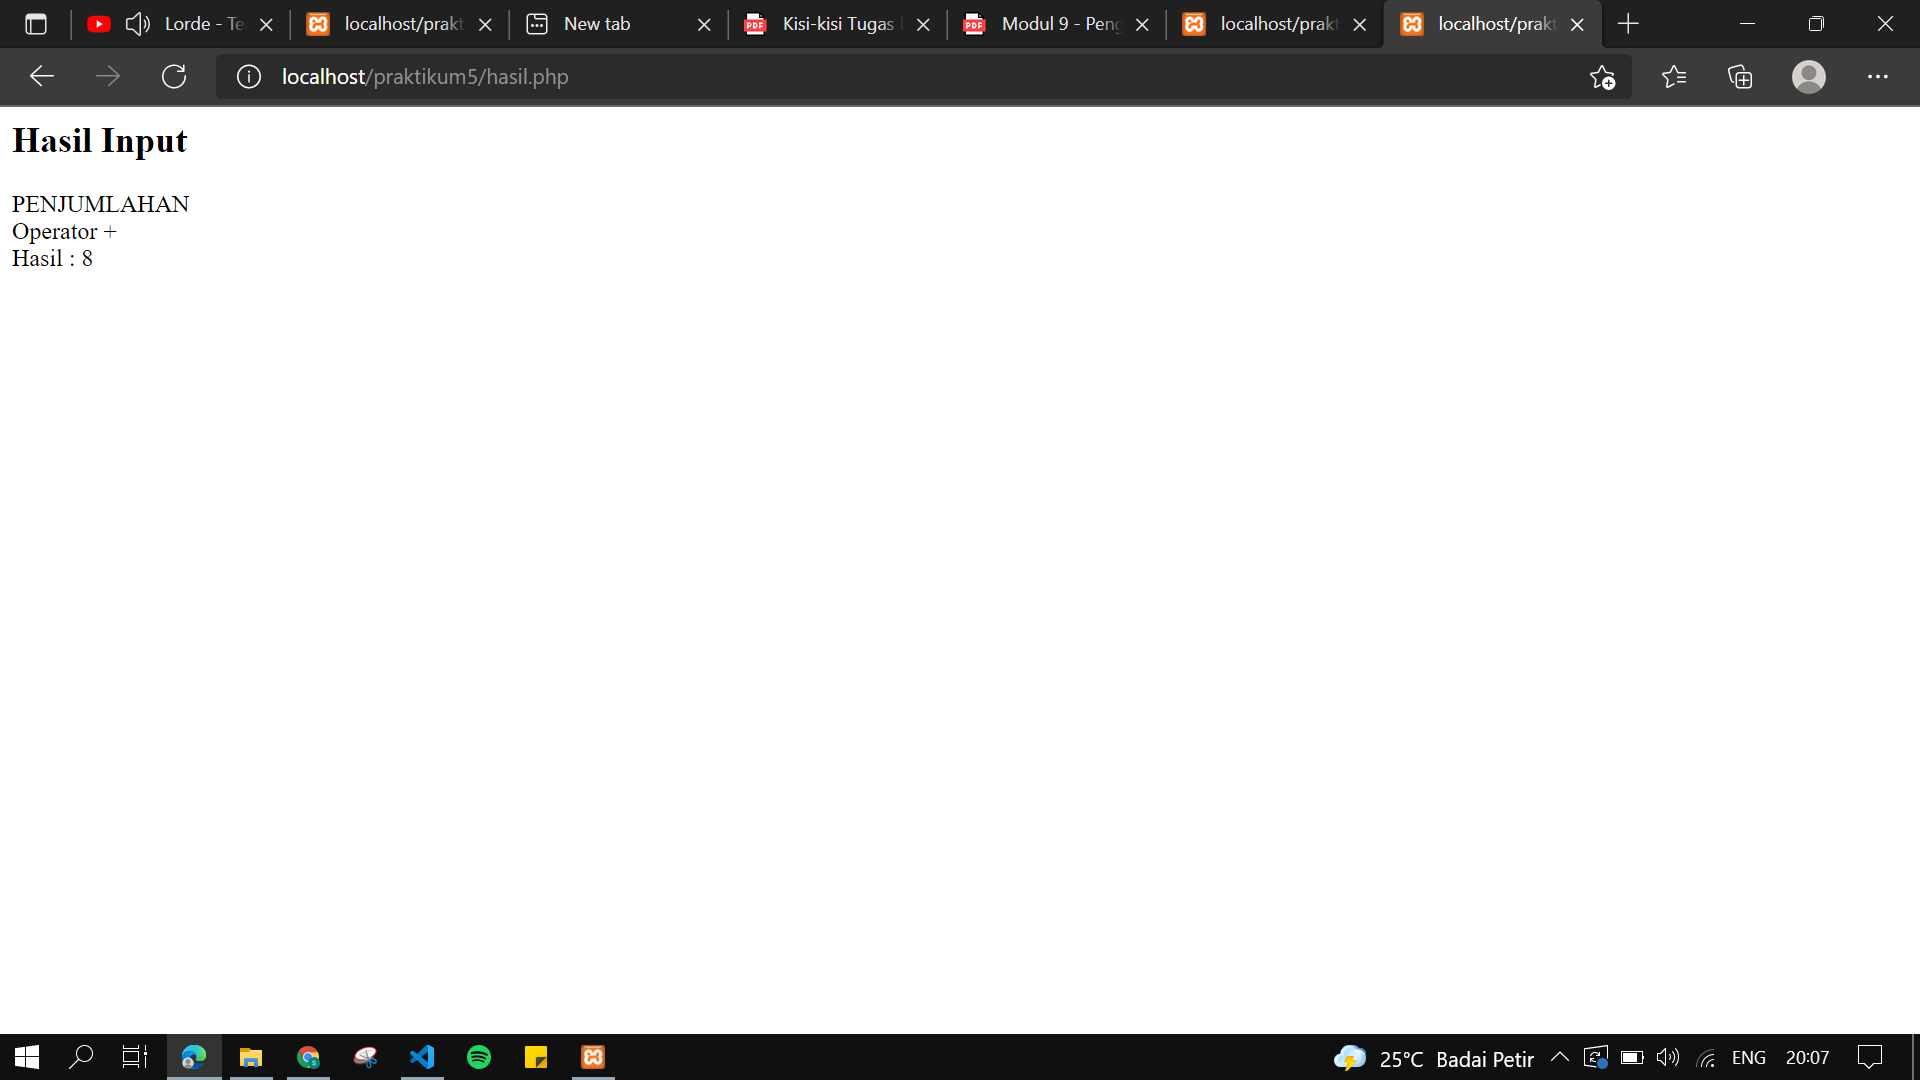 Lorde - Te
localhost/prakt
New tab
Kisi-kisi Tugas
Modul 9 - Peng
localhost/prakt
localhost/prakt
localhost/praktikum5/hasil.php
Hasil Input
PENJUMLAHAN
Operator +
Hasil : 8
25°C Badai Petir
ENG
20:07